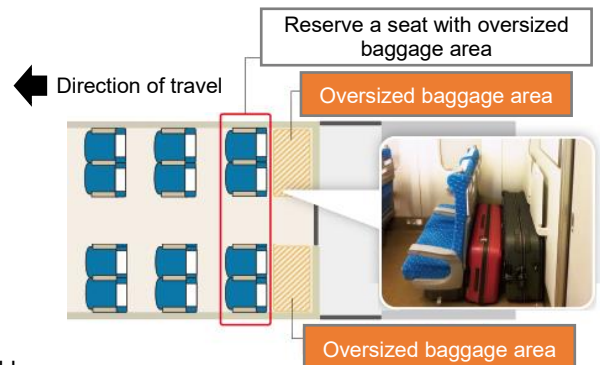 Reserve a seat with oversized
baggage area
Direction of travel
Oversized baggage area
Oversized baggage area